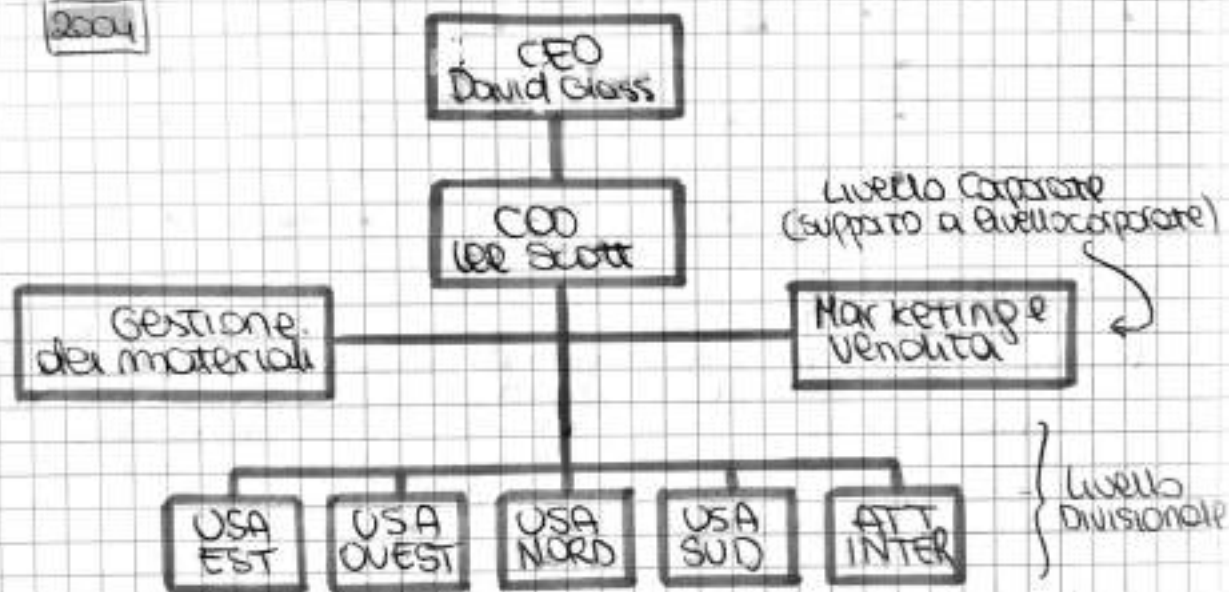 2004
CEO
David Glass
COO
Lee Scott
Livello Corporate
(supporto a livello corporate)
Gestione
dei materiali
Marketing e
vendita
USA
EST
USA
OVEST
USA
NORD
USA
SUD
ATT
INTER
Livello
Divisionale